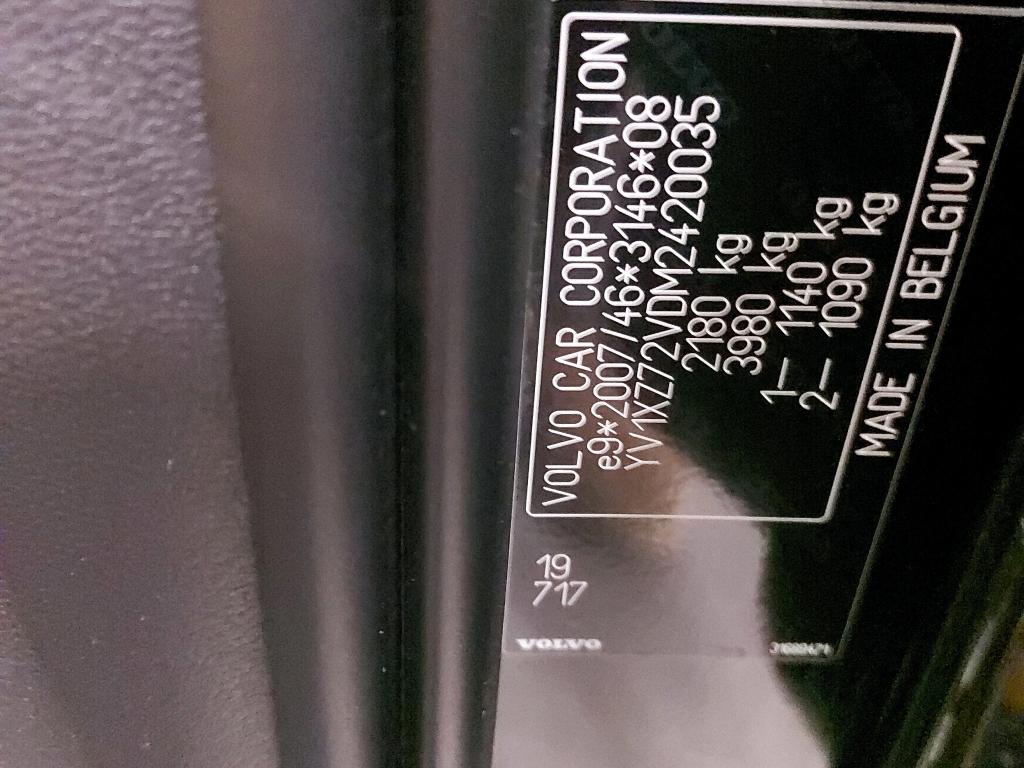 VOLVO CAR CORPORATION
e9*2007/46*3146*08
YV1XZ72VDM2420035
2180 kg
3980 kg
1– 1140 kg
2– 1090 kg
MADE IN BELGIUM
19
717
VOLVO